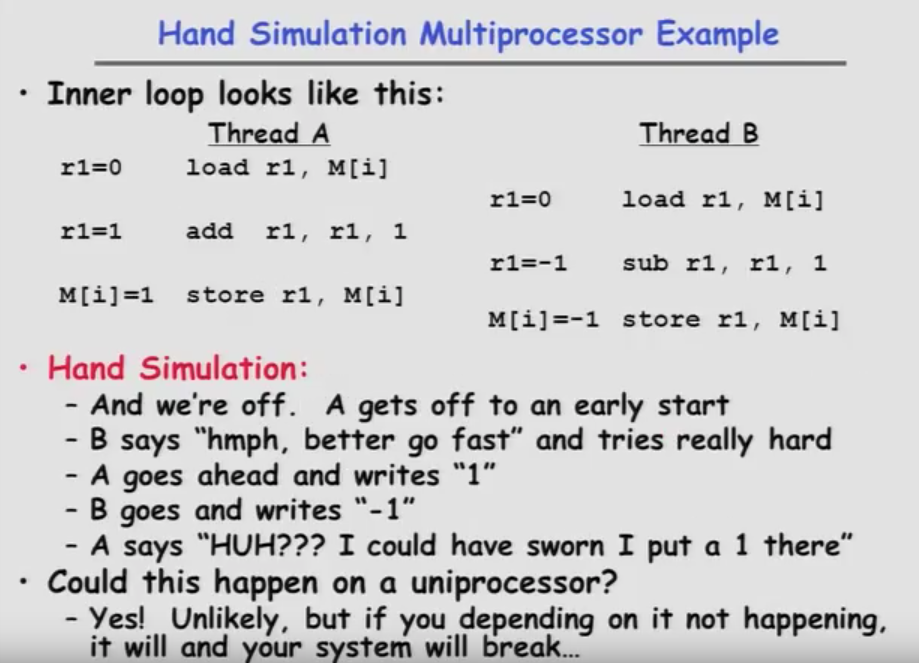 Hand Simulation Multiprocessor Example
• Inner loop looks like this:
Thread A Thread B
r1=0 load r1, M[i]
r1=0 load r1, M[i]
r1=1 add r1, r1, 1
r1=-1 sub r1, r1, 1
M[i]=1 store r1, M[i]
M[i]=-1 store r1, M[i]
• Hand Simulation:
- And we're off. A gets off to an early start
- B says "hmph, better go fast" and tries really hard
- A goes ahead and writes "1"
- B goes and writes "-1"
- A says "HUH??? I could have sworn I put a 1 there"
• Could this happen on a uniprocessor?
- Yes! Unlikely, but if you depending on it not happening,
it will and your system will break…